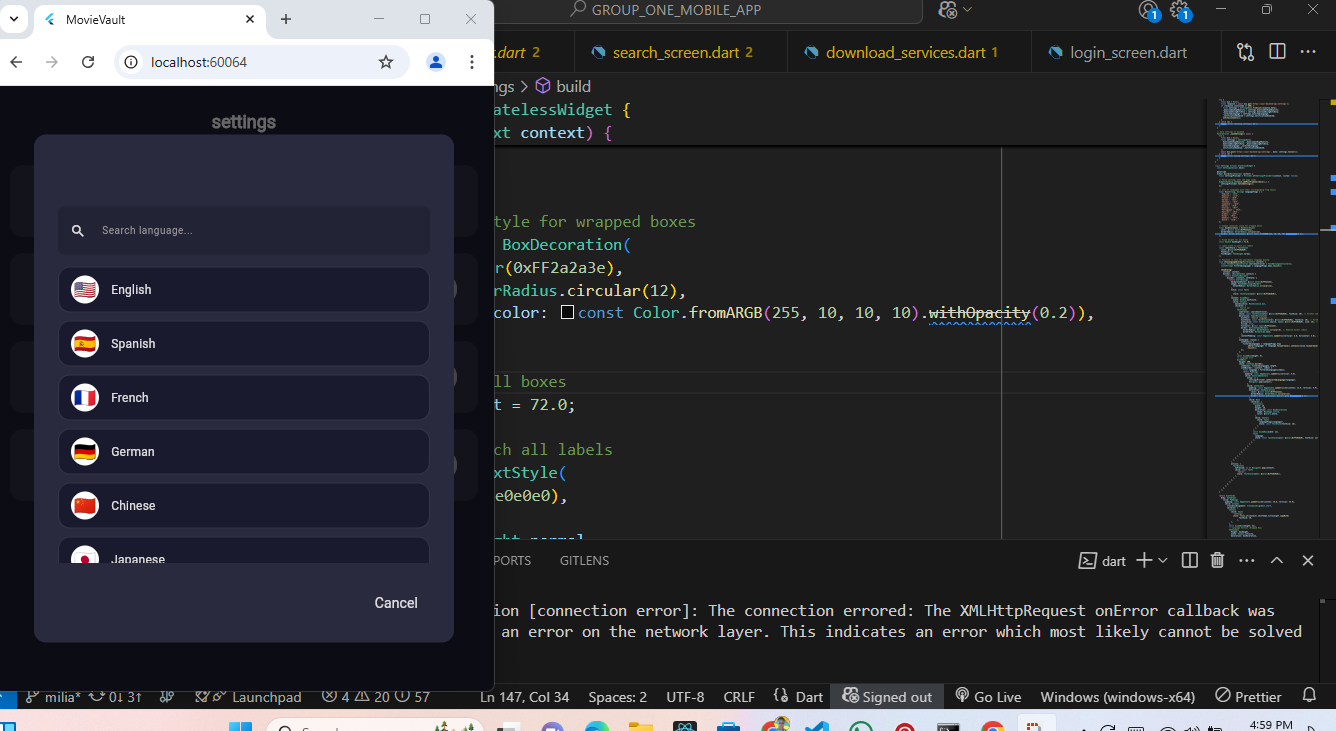 MovieVault
localhost:60064
settings
Search language...
English
Spanish
French
German
Chinese
Japanese
Cancel
GROUP_ONE_MOBILE_APP
1
1
.dart 2
search_screen.dart 2
download_services.dart 1
login_screen.dart
ngs > build
atelessWidget {
xt context) {
tyle for wrapped boxes
BoxDecoration(
r(0xFF2a2a3e),
rRadius.circular(12),
color: const Color.fromARGB(255, 10, 10, 10).withOpacity(0.2)),
ll boxes
t = 72.0;
ch all labels
xtStyle(
e0e0e0),
ht normal
PORTS
GITLENS
dart
ion [connection error]: The connection errored: The XMLHttpRequest onError callback was
an error on the network layer. This indicates an error which most likely cannot be solved
milia* 0↓ 3↑ Launchpad 4 20 57 Ln 147, Col 34 Spaces: 2 UTF-8 CRLF Dart Signed out Go Live Windows (windows-x64) Prettier
4:59 PM